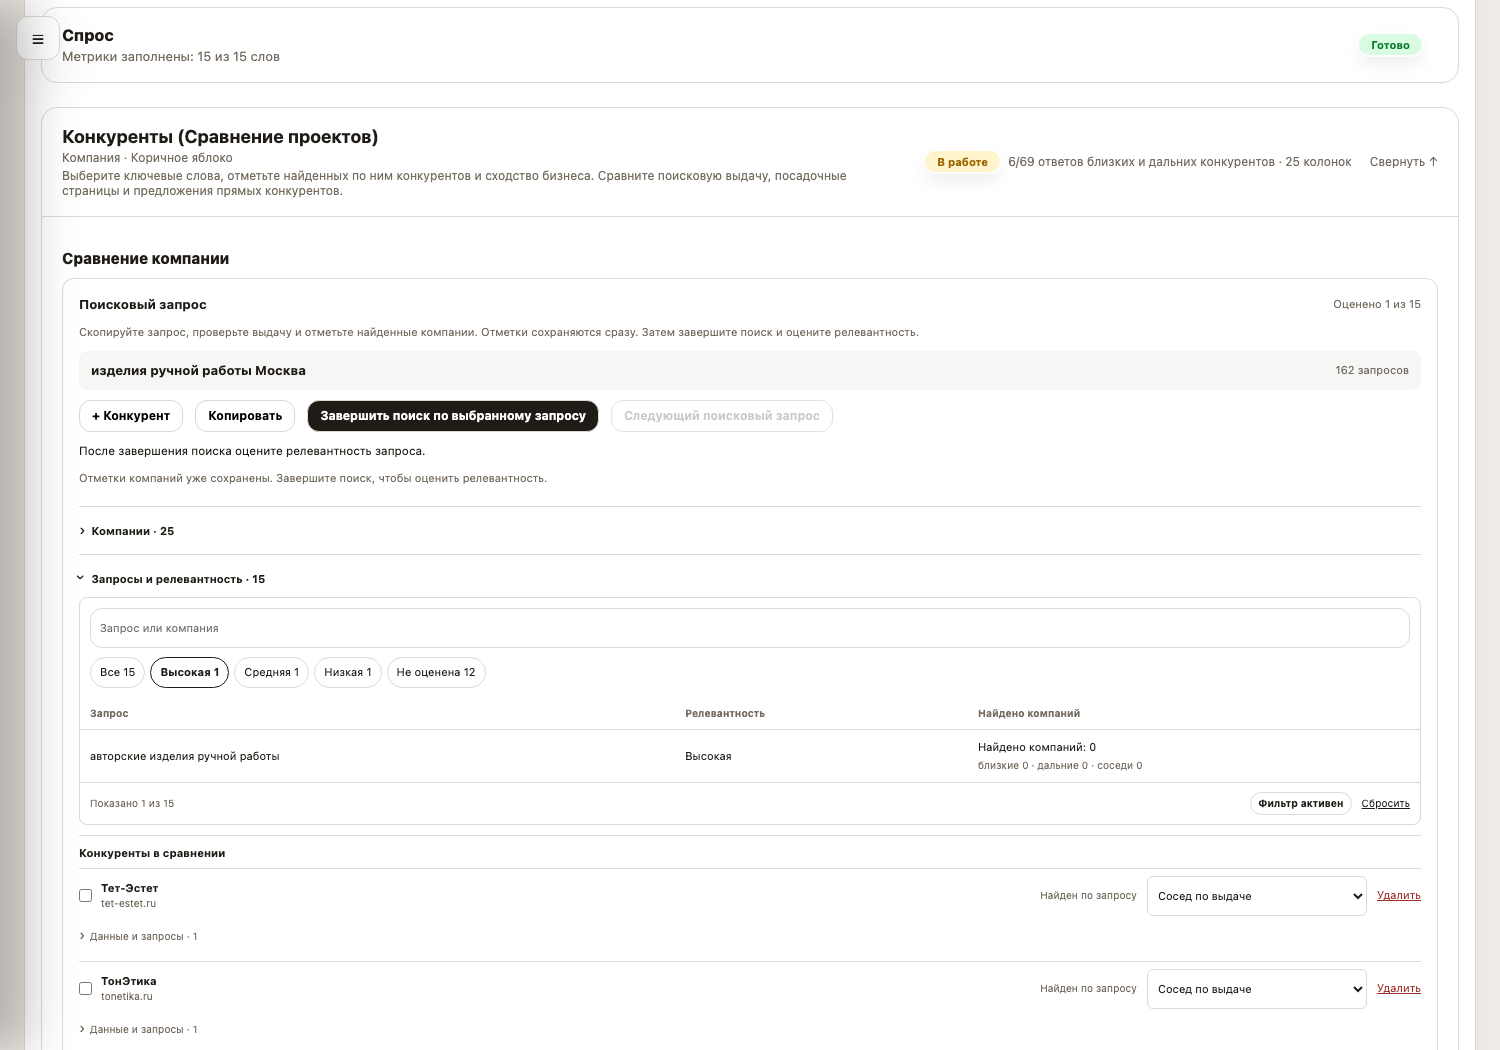 Спрос
Метрики заполнены: 15 из 15 слов
Готово
Конкуренты (Сравнение проектов)
Компания · Коричное яблоко
Выберите ключевые слова, отметьте найденных по ним конкурентов и сходство бизнеса. Сравните поисковую выдачу, посадочные
страницы и предложения прямых конкурентов.
В работе
6/69 ответов близких и дальних конкурентов · 25 колонок
Свернуть ↑
Сравнение компании
Поисковый запрос
Оценено 1 из 15
Скопируйте запрос, проверьте выдачу и отметьте найденные компании. Отметки сохраняются сразу. Затем завершите поиск и оцените релевантность.
изделия ручной работы Москва
162 запросов
+ Конкурент
Копировать
Завершить поиск по выбранному запросу
Следующий поисковый запрос
После завершения поиска оцените релевантность запроса.
Отметки компаний уже сохранены. Завершите поиск, чтобы оценить релевантность.
Компании · 25
Запросы и релевантность · 15
Запрос или компания
Все 15
Высокая 1
Средняя 1
Низкая 1
Не оценена 12
Запрос
Релевантность
Найдено компаний
авторские изделия ручной работы
Высокая
Найдено компаний: 0
близкие 0 · дальние 0 · соседи 0
Показано 1 из 15
Фильтр активен
Сбросить
Конкуренты в сравнении
Тет-Эстет
tet-estet.ru
Найден по запросу
Сосед по выдаче
Удалить
Данные и запросы · 1
ТонЭтика
tonetika.ru
Найден по запросу
Сосед по выдаче
Удалить
Данные и запросы · 1